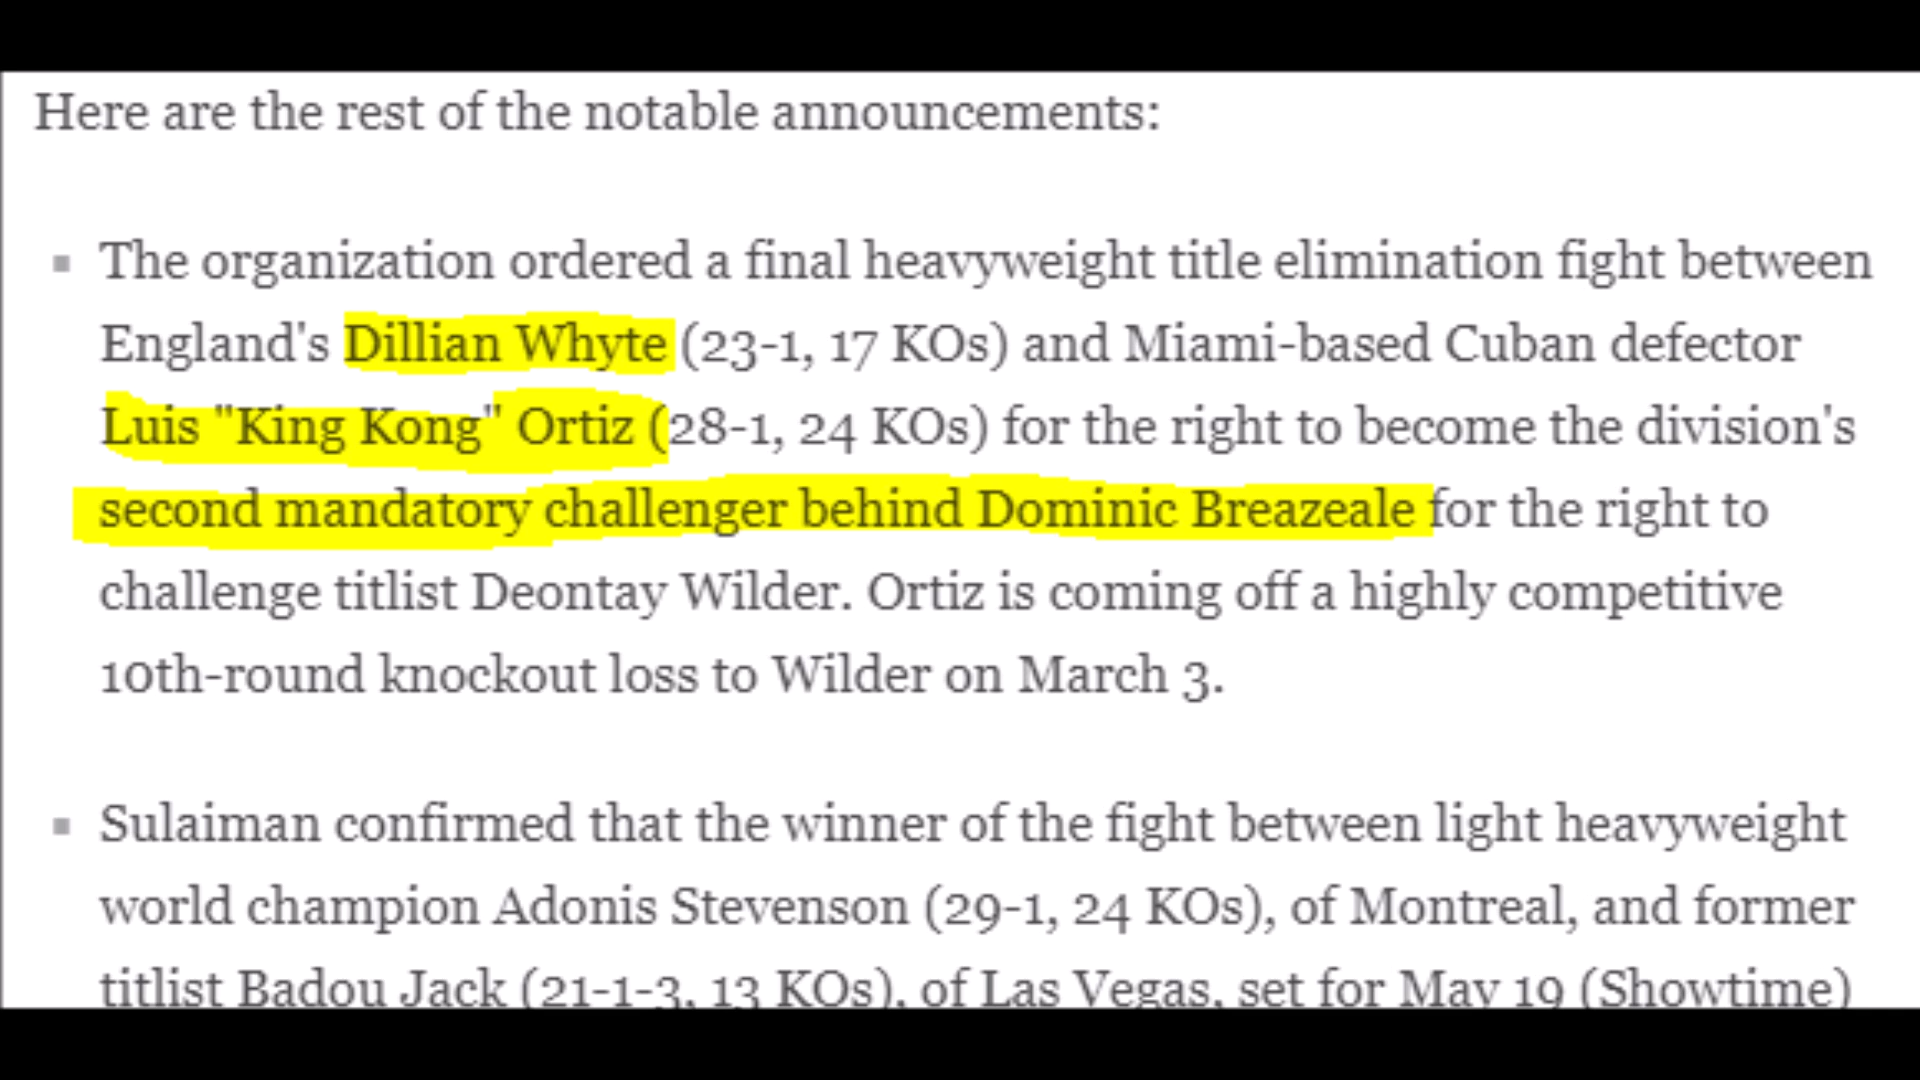 Here are the rest of the notable announcements:
▪ The organization ordered a final heavyweight title elimination fight between
England's Dillian Whyte (23-1, 17 KOs) and Miami-based Cuban defector
Luis "King Kong" Ortiz (28-1, 24 KOs) for the right to become the division's
second mandatory challenger behind Dominic Breazeale for the right to
challenge titlist Deontay Wilder. Ortiz is coming off a highly competitive
10th-round knockout loss to Wilder on March 3.
▪ Sulaiman confirmed that the winner of the fight between light heavyweight
world champion Adonis Stevenson (29-1, 24 KOs), of Montreal, and former
titlist Badou Jack (21-1-3, 13 KOs), of Las Vegas, set for May 19 (Showtime)